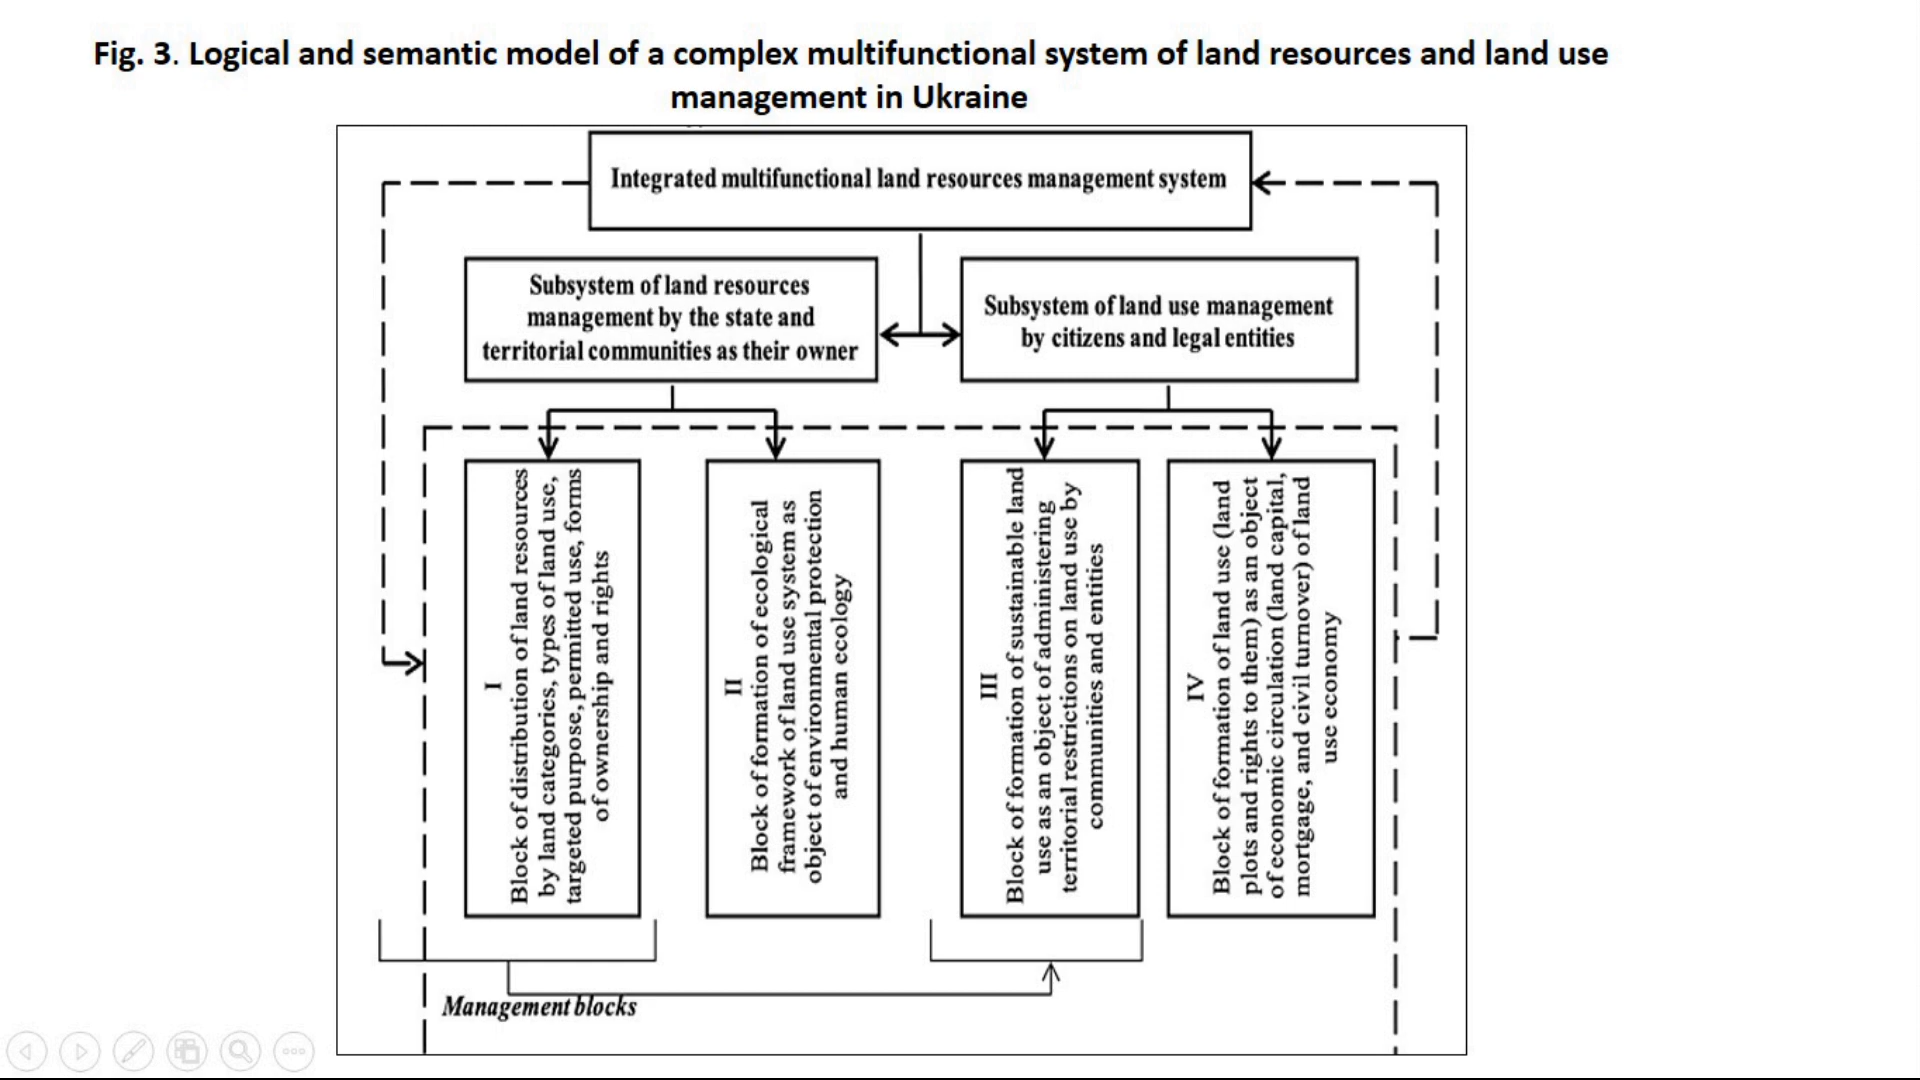 Fig. 3. Logical and semantic model of a complex multifunctional system of land resources and land use
management in Ukraine
Integrated multifunctional land resources management system
Subsystem of land resources
management by the state and
territorial communities as their owner
Subsystem of land use management
by citizens and legal entities
I
Block of distribution of land resources
by land categories, types of land use,
targeted purpose, permitted use, forms
of ownership and rights
II
Block of formation of ecological
framework of land use system as
object of environmental protection
and human ecology
III
Block of formation of sustainable land
use as an object of administering
territorial restrictions on land use by
communities and entities
IV
Block of formation of land use (land
plots and rights to them) as an object
of economic circulation (land capital,
mortgage, and civil turnover) of land
use economy
Management blocks